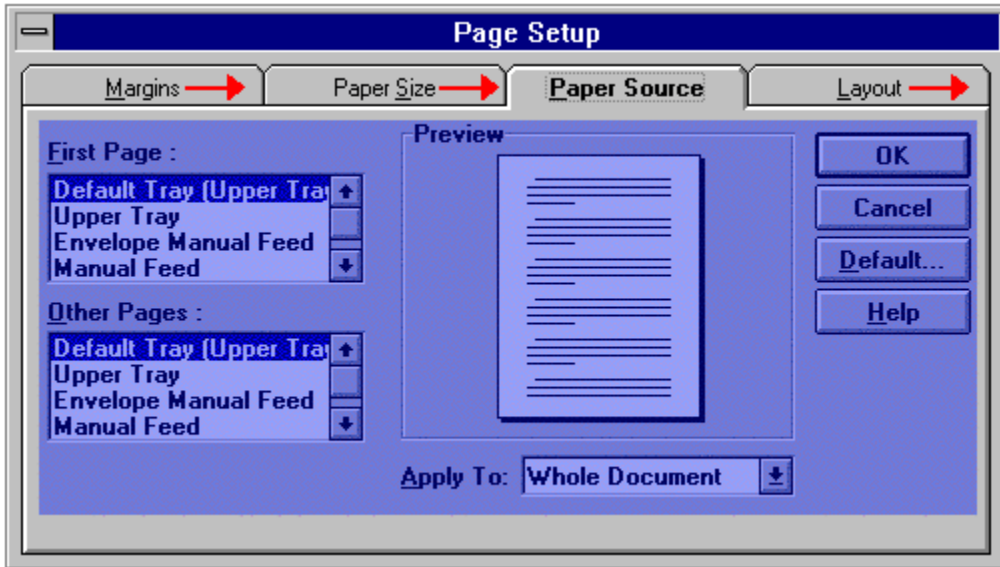 Page Setup
Margins Paper Size Paper Source Layout
First Page :
Default Tray (Upper Tray
Upper Tray
Envelope Manual Feed
Manual Feed
Other Pages :
Default Tray (Upper Tray
Upper Tray
Envelope Manual Feed
Manual Feed
Preview
Apply To: Whole Document
OK
Cancel
Default...
Help